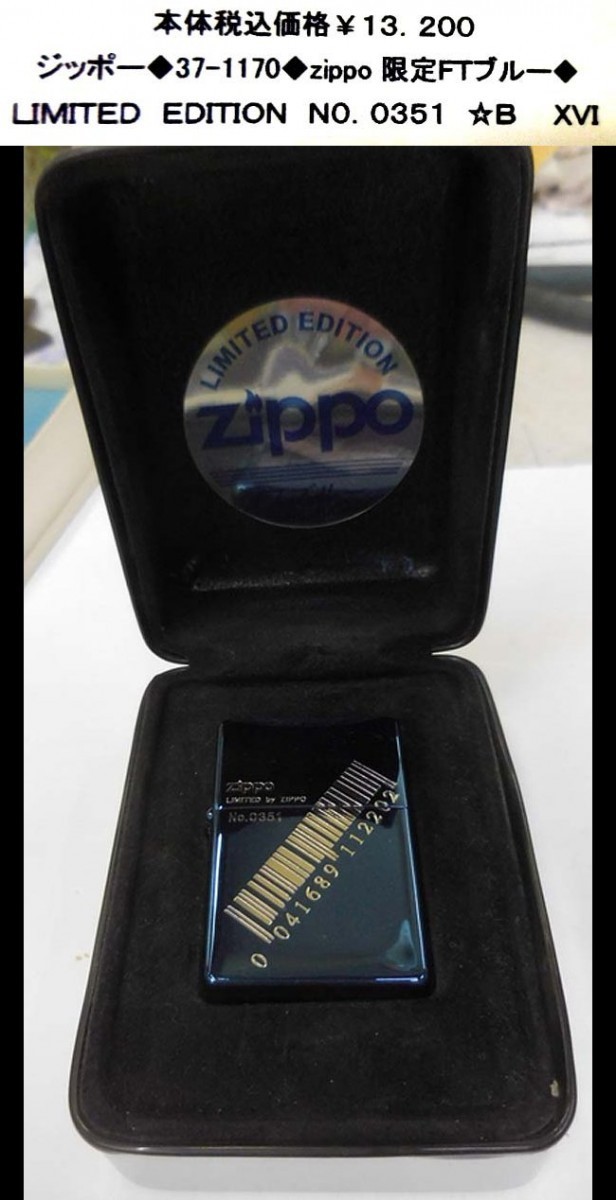 本体税込価格￥13.200
ジッポー◆37-1170◆zippo 限定FTブルー◆
LIMITED EDITION NO. 0351 ☆B XVI
LIMITED EDITION
zippo
zippo
LIMITED by ZIPPO
No.0351
0 041689 112202